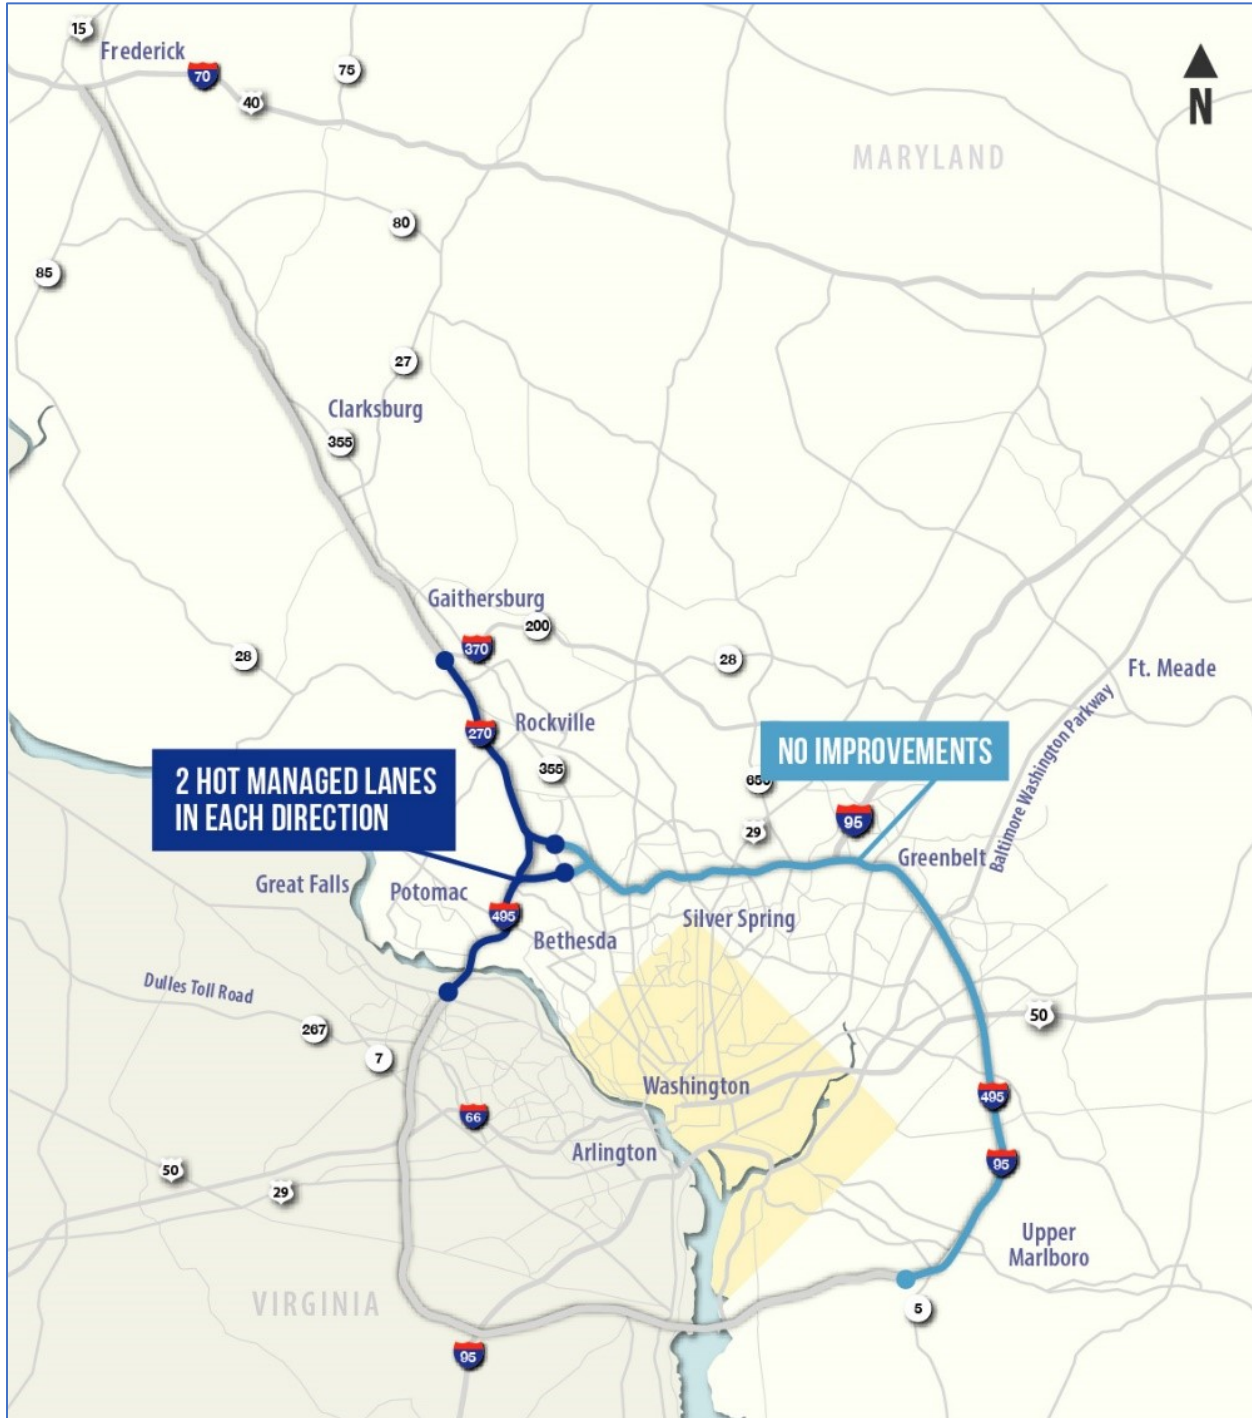 15
Frederick
70
75
40
N
MARYLAND
80
85
27
Clarksburg
355
Gaithersburg
200
370
28
28
Ft. Meade
Rockville
270
NO IMPROVEMENTS
Baltimore Washington Parkway
2 HOT MANAGED LANES
IN EACH DIRECTION
355
650
29
95
Greenbelt
Great Falls
Potomac
495
Silver Spring
Bethesda
Dulles Toll Road
267
50
7
Washington
495
66
Arlington
95
50
29
Upper
Marlboro
VIRGINIA
5
95